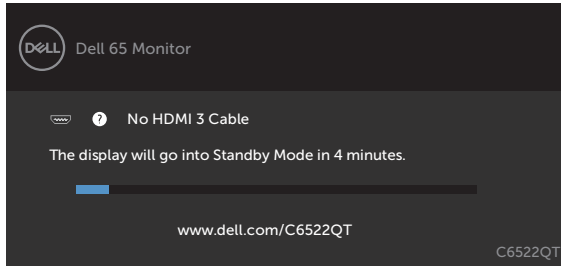 DELL
Dell 65 Monitor
? No HDMI 3 Cable
The display will go into Standby Mode in 4 minutes.
www.dell.com/C6522QT
C6522QT